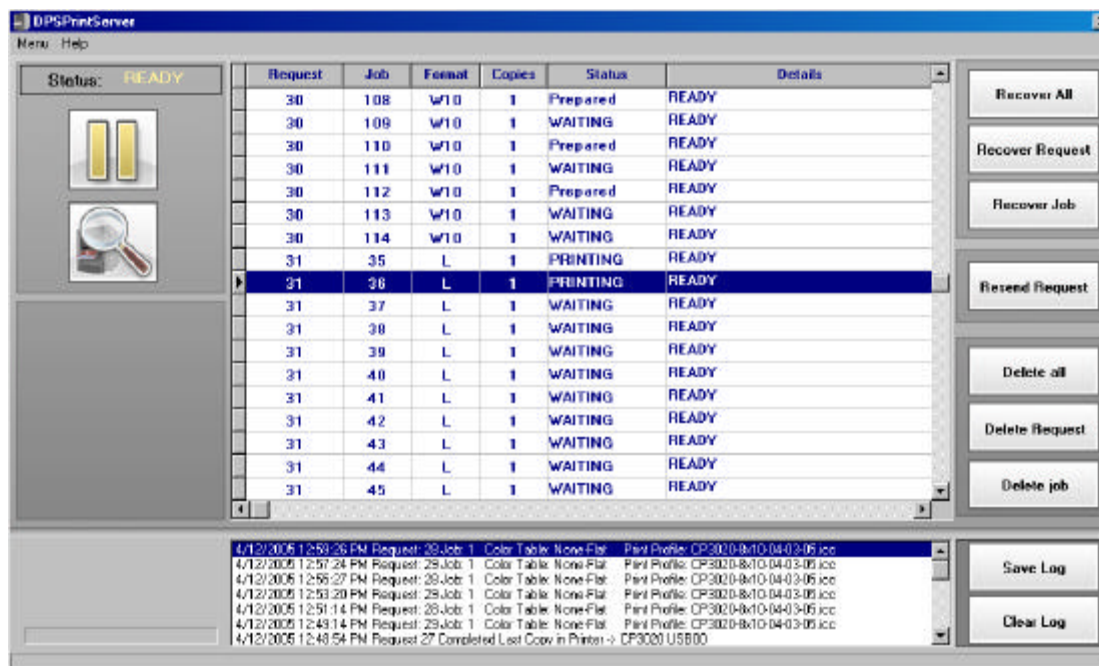 DPSPrintServer
Menu Help
Status: READY
Request Job Format Copies Status Details
30 108 W10 1 Prepared READY
30 109 W10 1 WAITING READY
30 110 W10 1 Prepared READY
30 111 W10 1 WAITING READY
30 112 W10 1 Prepared READY
30 113 W10 1 WAITING READY
30 114 W10 1 WAITING READY
31 35 L 1 PRINTING READY
31 36 L 1 PRINTING READY
31 37 L 1 WAITING READY
31 38 L 1 WAITING READY
31 39 L 1 WAITING READY
31 40 L 1 WAITING READY
31 41 L 1 WAITING READY
31 42 L 1 WAITING READY
31 43 L 1 WAITING READY
31 44 L 1 WAITING READY
31 45 L 1 WAITING READY
Recover All
Recover Request
Recover Job
Resend Request
Delete all
Delete Request
Delete job
4/12/2005 12:59:26 PM Request: 28 Job: 1 Color Table: None-Flat Print Profile: CP3020-8x10-04-03-05.icc
4/12/2005 12:57:24 PM Request: 29 Job: 1 Color Table: None-Flat Print Profile: CP3020-8x10-04-03-05.icc
4/12/2005 12:55:27 PM Request: 28 Job: 1 Color Table: None-Flat Print Profile: CP3020-8x10-04-03-05.icc
4/12/2005 12:53:20 PM Request: 29 Job: 1 Color Table: None-Flat Print Profile: CP3020-8x10-04-03-05.icc
4/12/2005 12:51:14 PM Request: 28 Job: 1 Color Table: None-Flat Print Profile: CP3020-8x10-04-03-05.icc
4/12/2005 12:49:14 PM Request: 29 Job: 1 Color Table: None-Flat Print Profile: CP3020-8x10-04-03-05.icc
4/12/2005 12:48:54 PM Request 27 Completed Last Copy in Printer -> CP3020 USB00
Save Log
Clear Log